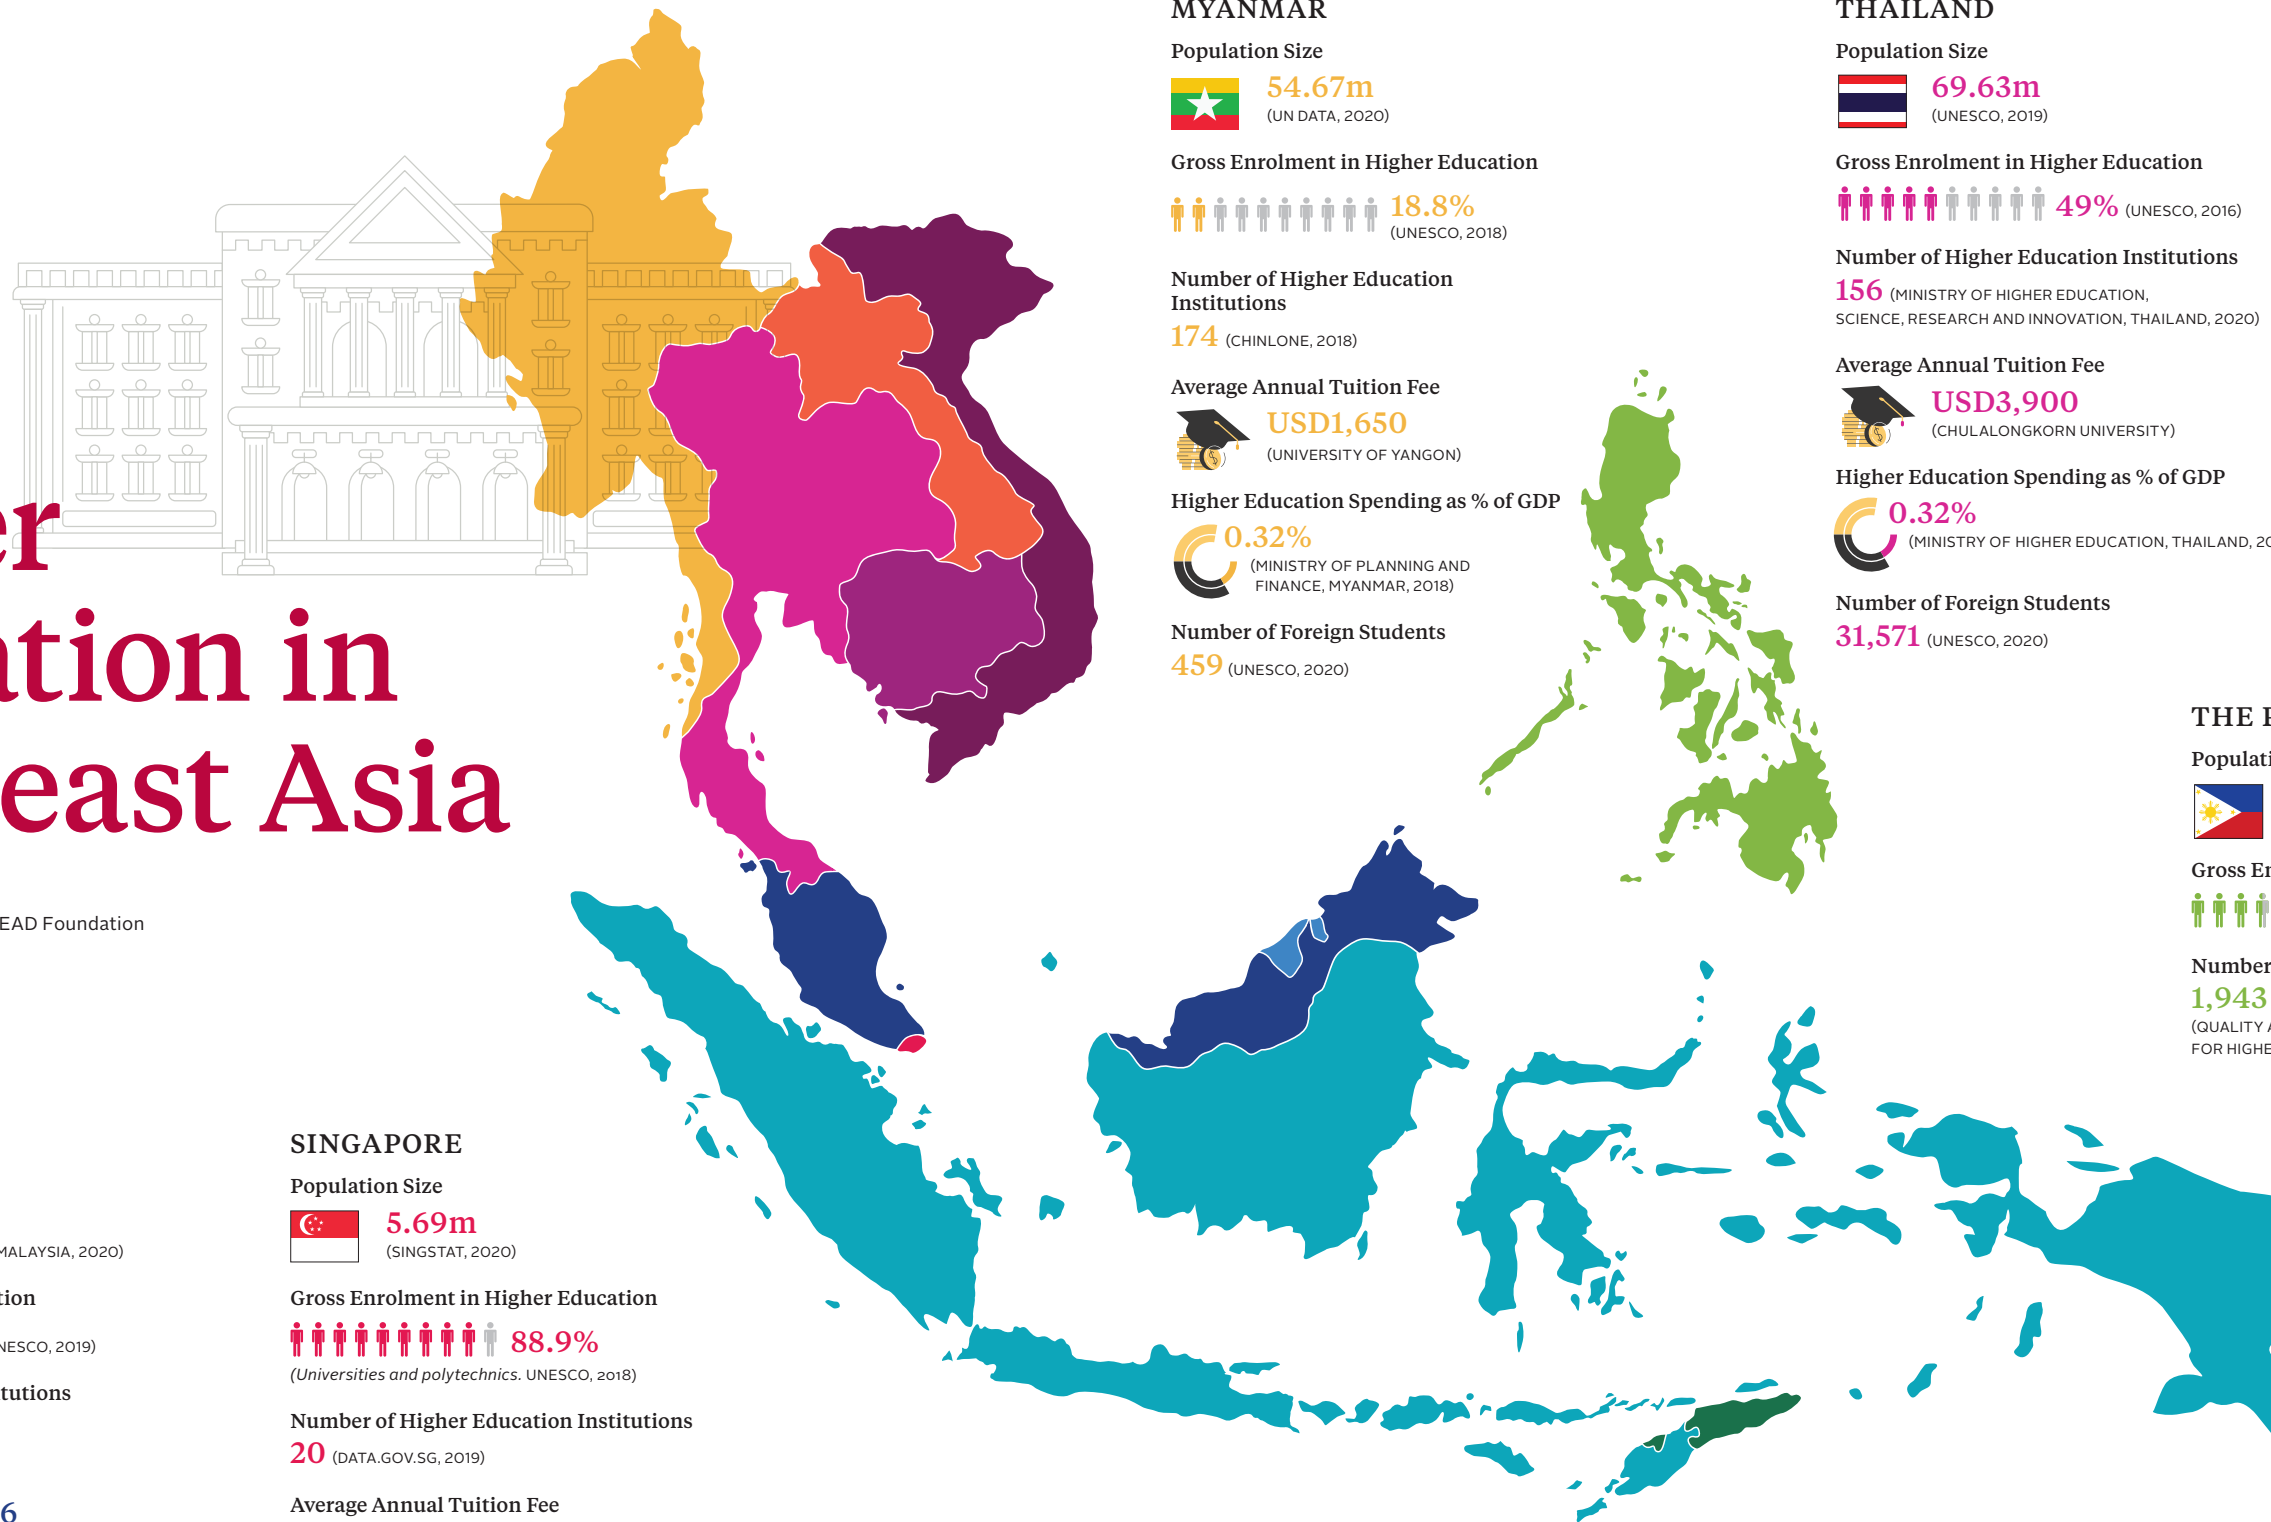 er
ation in
east Asia
EAD Foundation
MALAYSIA, 2020)
tion
NESCO, 2019)
tutions
6
SINGAPORE
Population Size
5.69m
(SINGSTAT, 2020)
Gross Enrolment in Higher Education
88.9%
(Universities and polytechnics. UNESCO, 2018)
Number of Higher Education Institutions
20 (DATA.GOV.SG, 2019)
Average Annual Tuition Fee
MYANMAR
Population Size
54.67m
(UN DATA, 2020)
Gross Enrolment in Higher Education
18.8%
(UNESCO, 2018)
Number of Higher Education
Institutions
174 (CHINLONE, 2018)
Average Annual Tuition Fee
USD1,650
(UNIVERSITY OF YANGON)
Higher Education Spending as % of GDP
0.32%
(MINISTRY OF PLANNING AND
FINANCE, MYANMAR, 2018)
Number of Foreign Students
459 (UNESCO, 2020)
THAILAND
Population Size
69.63m
(UNESCO, 2019)
Gross Enrolment in Higher Education
49% (UNESCO, 2016)
Number of Higher Education Institutions
156 (MINISTRY OF HIGHER EDUCATION,
SCIENCE, RESEARCH AND INNOVATION, THAILAND, 2020)
Average Annual Tuition Fee
USD3,900
(CHULALONGKORN UNIVERSITY)
Higher Education Spending as % of GDP
0.32%
(MINISTRY OF HIGHER EDUCATION, THAILAND, 20
Number of Foreign Students
31,571 (UNESCO, 2020)
THE P
Populati
Gross En
Number
1,943
(QUALITY A
FOR HIGHE